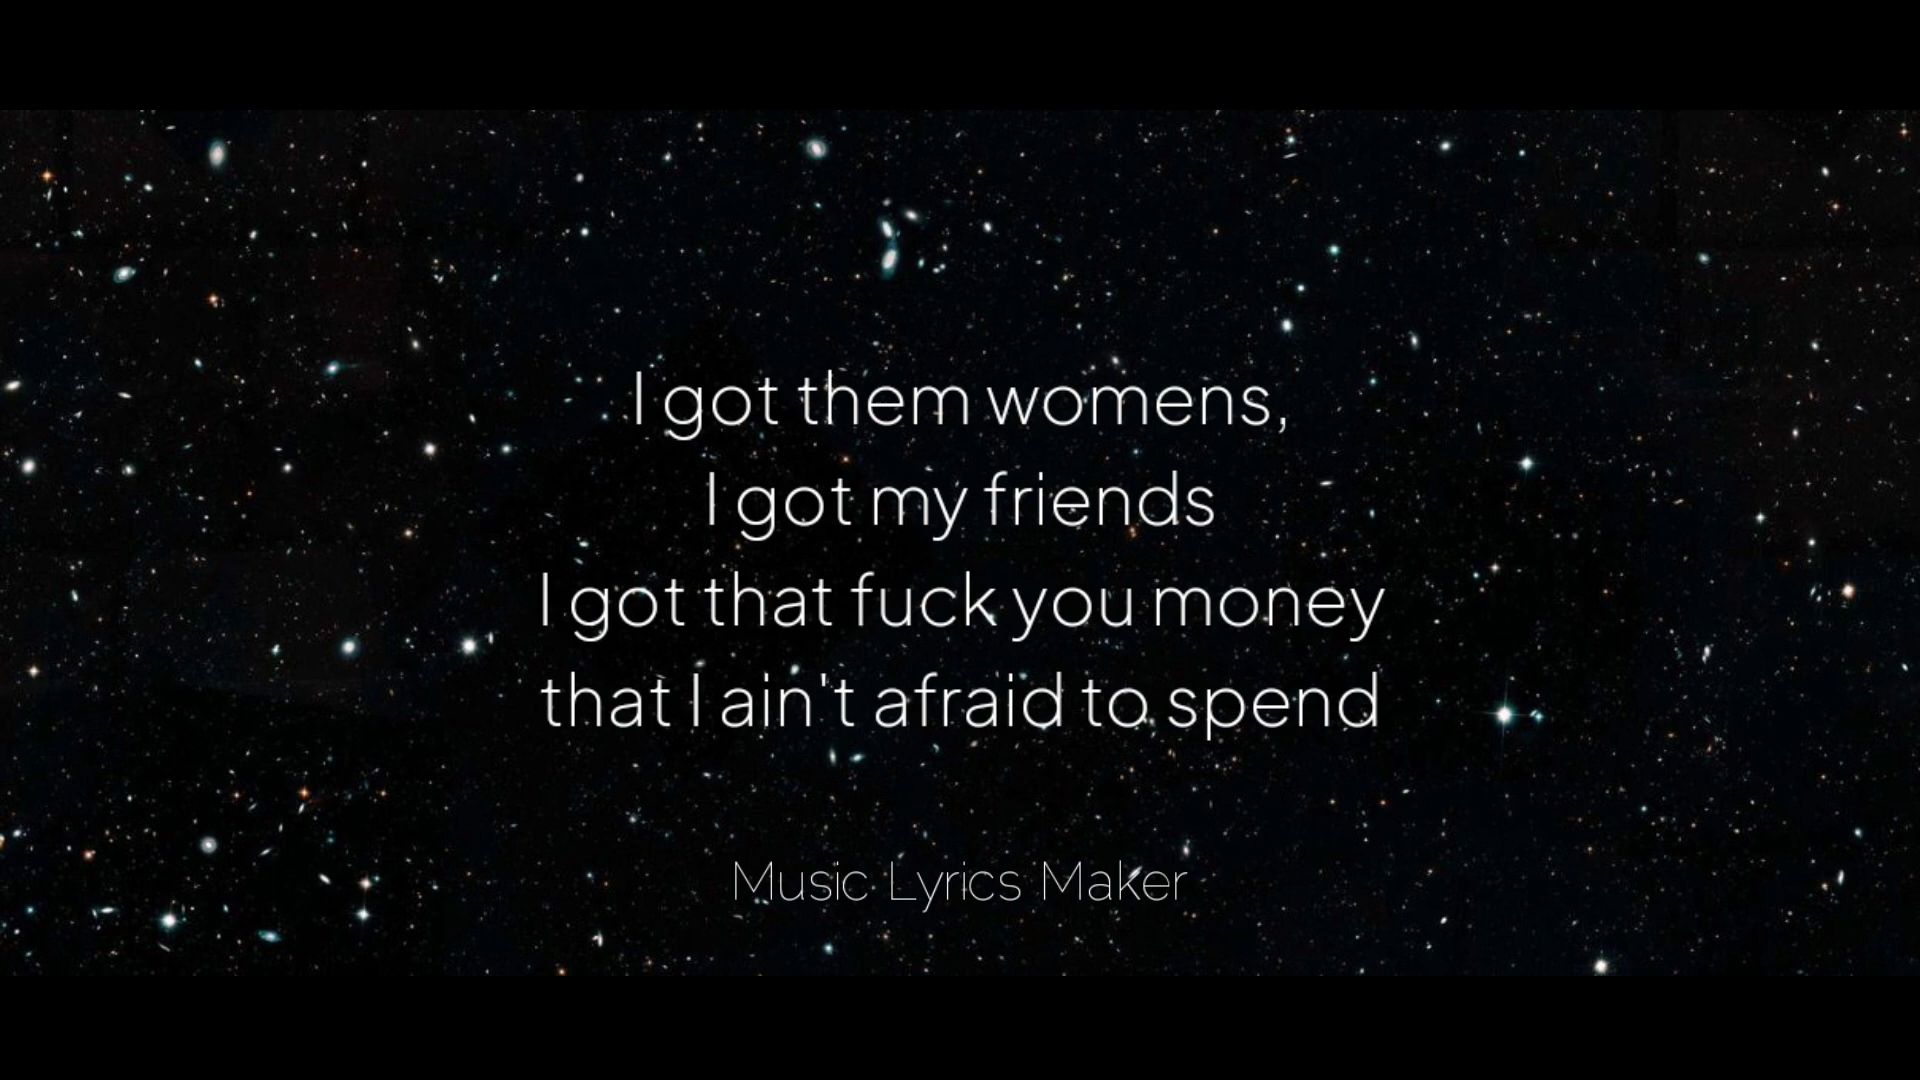 I got them womens,
I got my friends
I got that fuck you money
that I ain't afraid to spend
Music Lyrics Maker